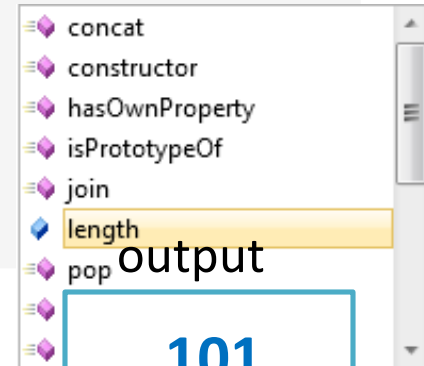 concat
constructor
hasOwnProperty
isPrototypeOf
join
length
output
pop
101